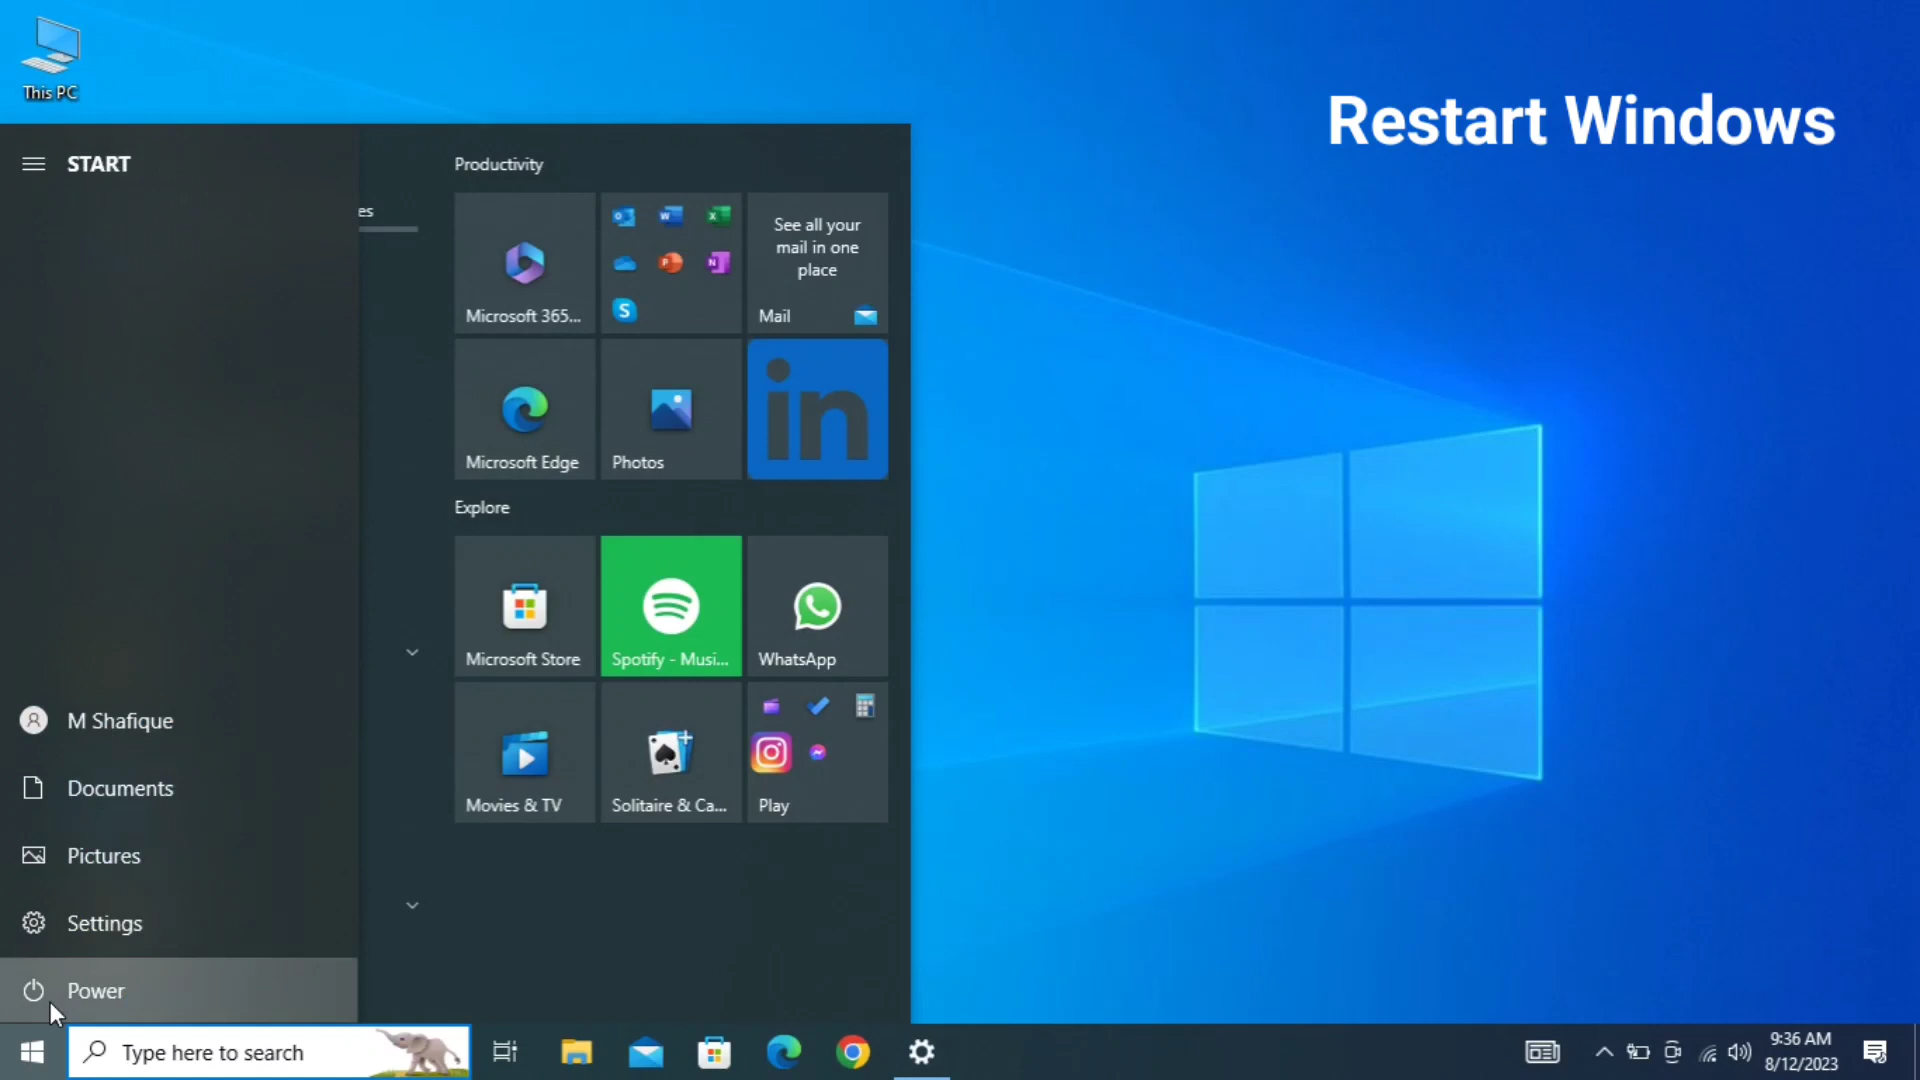 This PC
Restart Windows
START
es
Productivity
Microsoft 365...
See all your
mail in one
place
Mail
Microsoft Edge
Photos
in
Explore
Microsoft Store
Spotify - Musi...
WhatsApp
Movies & TV
Solitaire & Ca...
Play
M Shafique
Documents
Pictures
Settings
Power
Type here to search
9:36 AM
8/12/2023